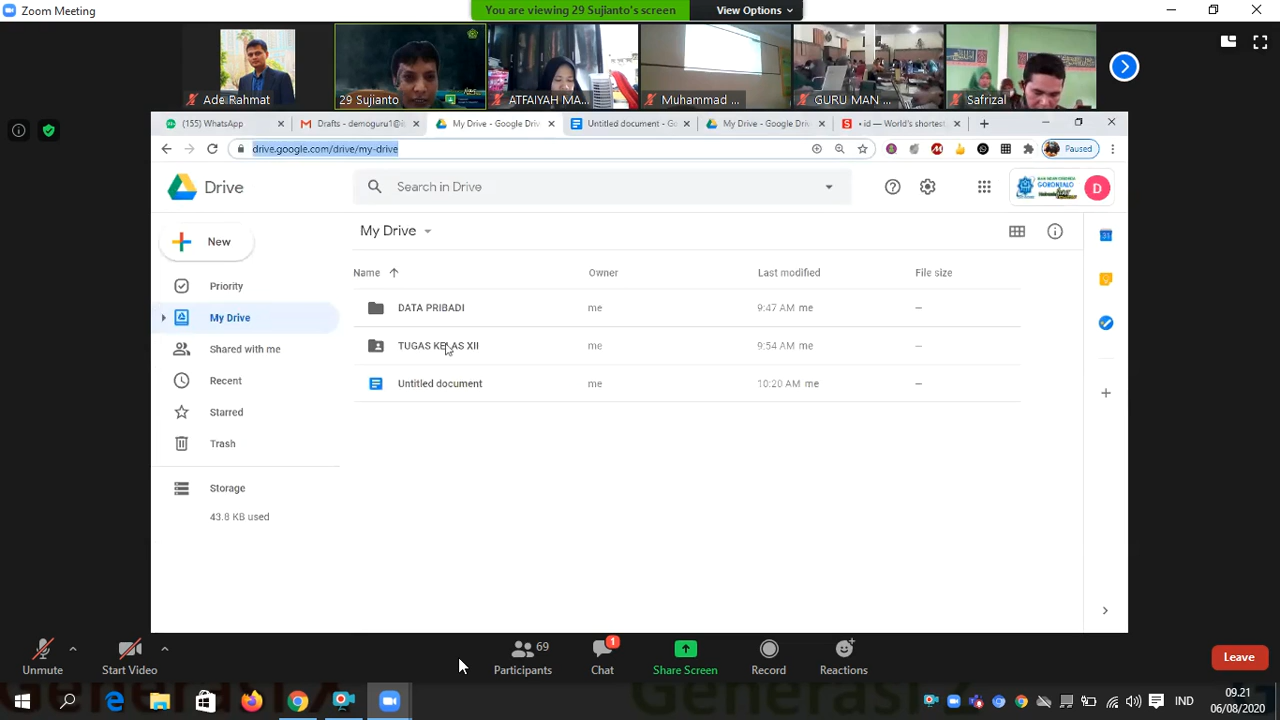 Zoom Meeting
You are viewing 29 Sujianto's screen
View Options
Ade Rahmat
29 Sujianto
ATFAIYAH MA...
Muhammad ...
GURU MAN ...
Safrizal
(155) WhatsApp
Drafts - demoguru1@
My Drive - Google Driv
Untitled document - Go
My Drive - Google Driv
• id — World's shortes
drive.google.com/drive/my-drive
Paused
Drive
Search in Drive
GORONTALO
D
New
My Drive
Name
Owner
Last modified
File size
Priority
DATA PRIBADI
me
9:47 AM me
—
My Drive
Shared with me
TUGAS KELAS XII
me
9:54 AM me
—
Recent
Untitled document
me
10:20 AM me
—
Starred
Trash
Storage
43.8 KB used
Unmute
Start Video
69
Participants
1
Chat
Share Screen
Record
Reactions
Leave
IND
09.21
06/08/2020